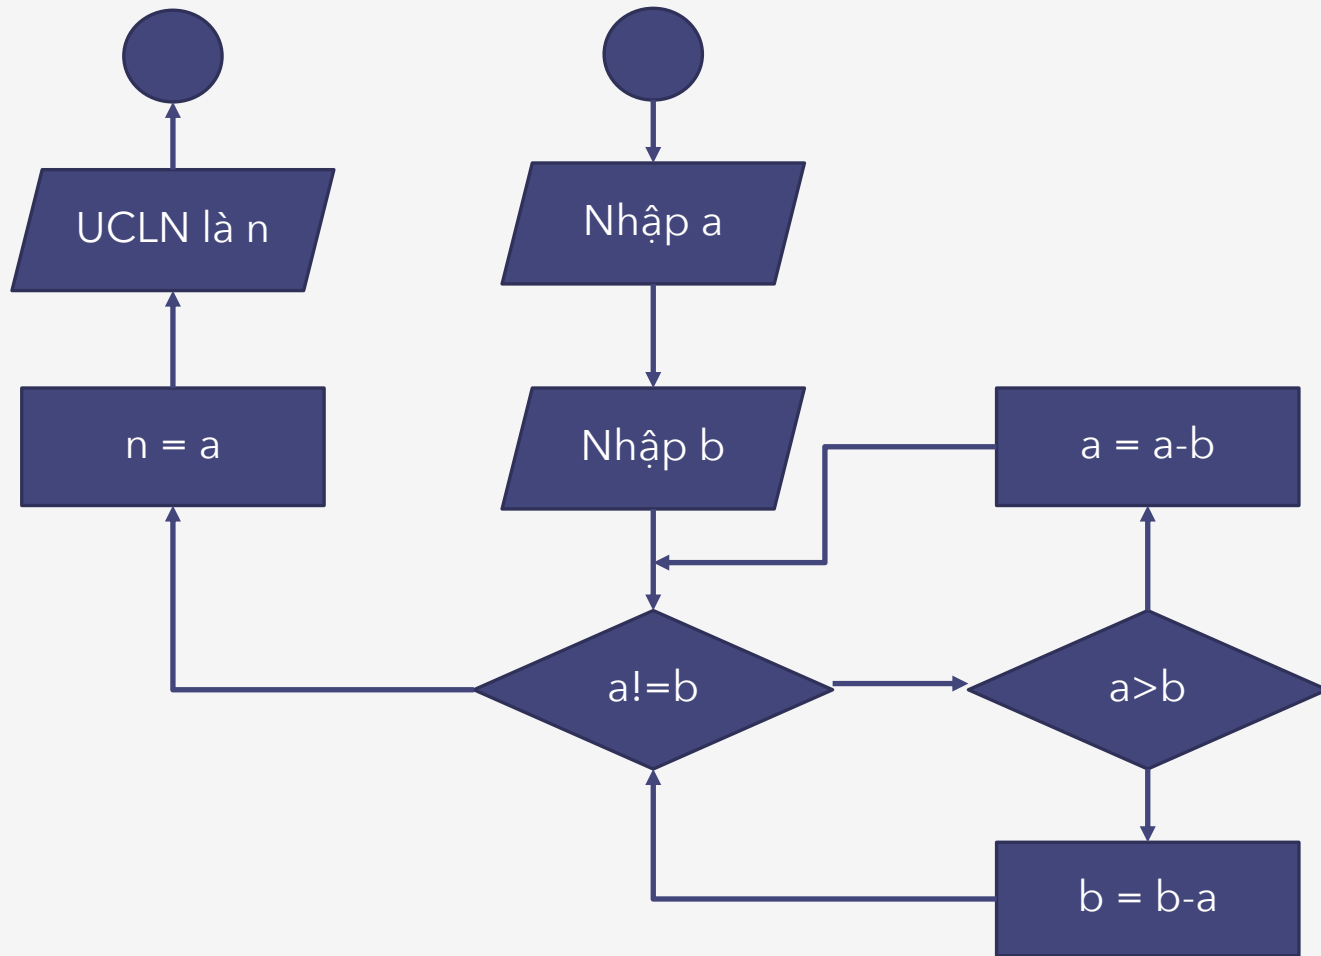 UCLN là n
Nhập a
n = a
Nhập b
a = a-b
a!=b
a>b
b = b-a